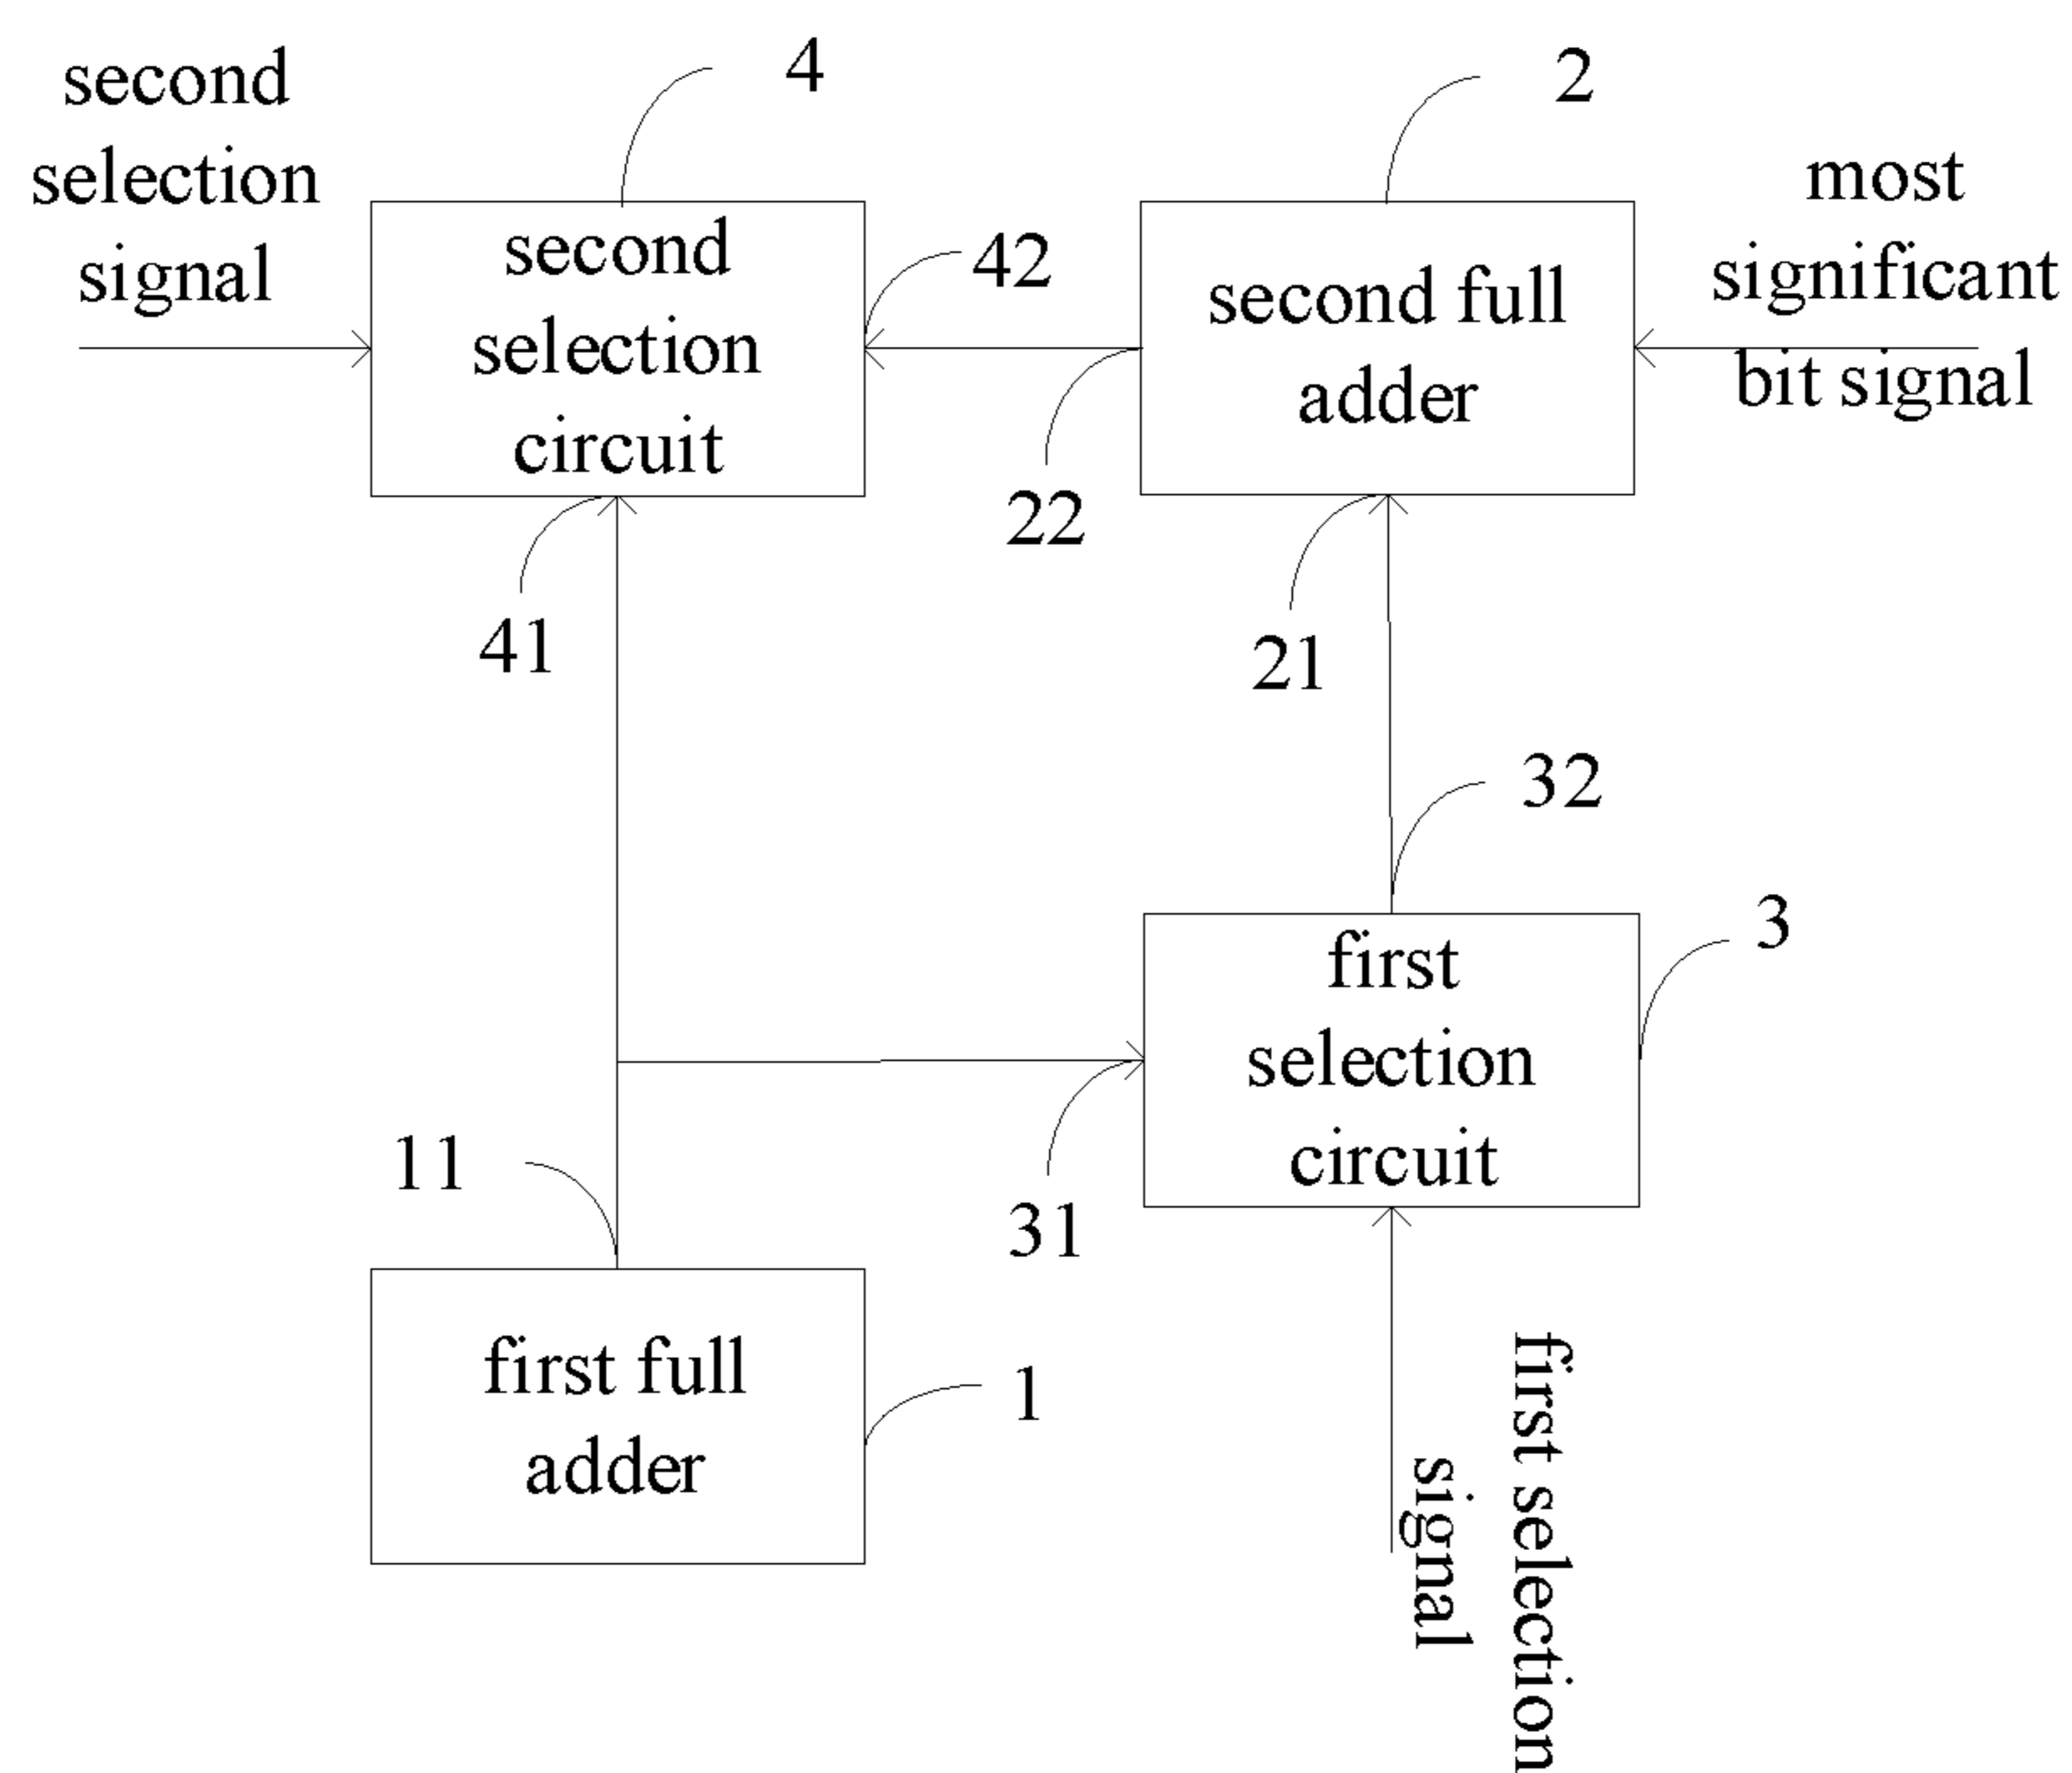 second
selection
signal
4
2
most
significant
bit signal
second
selection
circuit
42
second full
adder
22
41
21
32
3
first
selection
circuit
11
31
first full
adder
1
first selection
signal